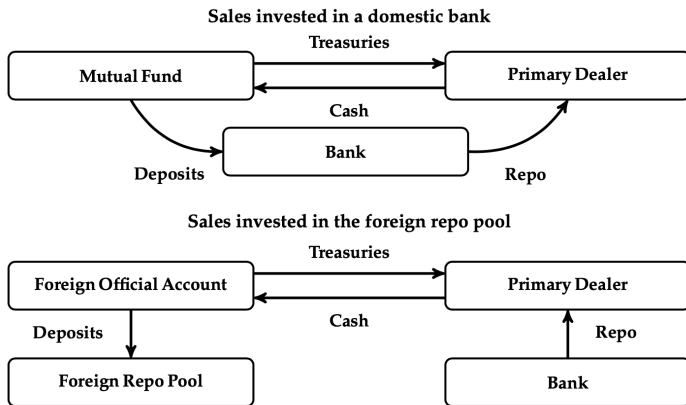 Sales invested in a domestic bank
Treasuries
Mutual Fund
Primary Dealer
Cash
Bank
Deposits
Repo
Sales invested in the foreign repo pool
Treasuries
Foreign Official Account
Primary Dealer
Cash
Deposits
Repo
Foreign Repo Pool
Bank